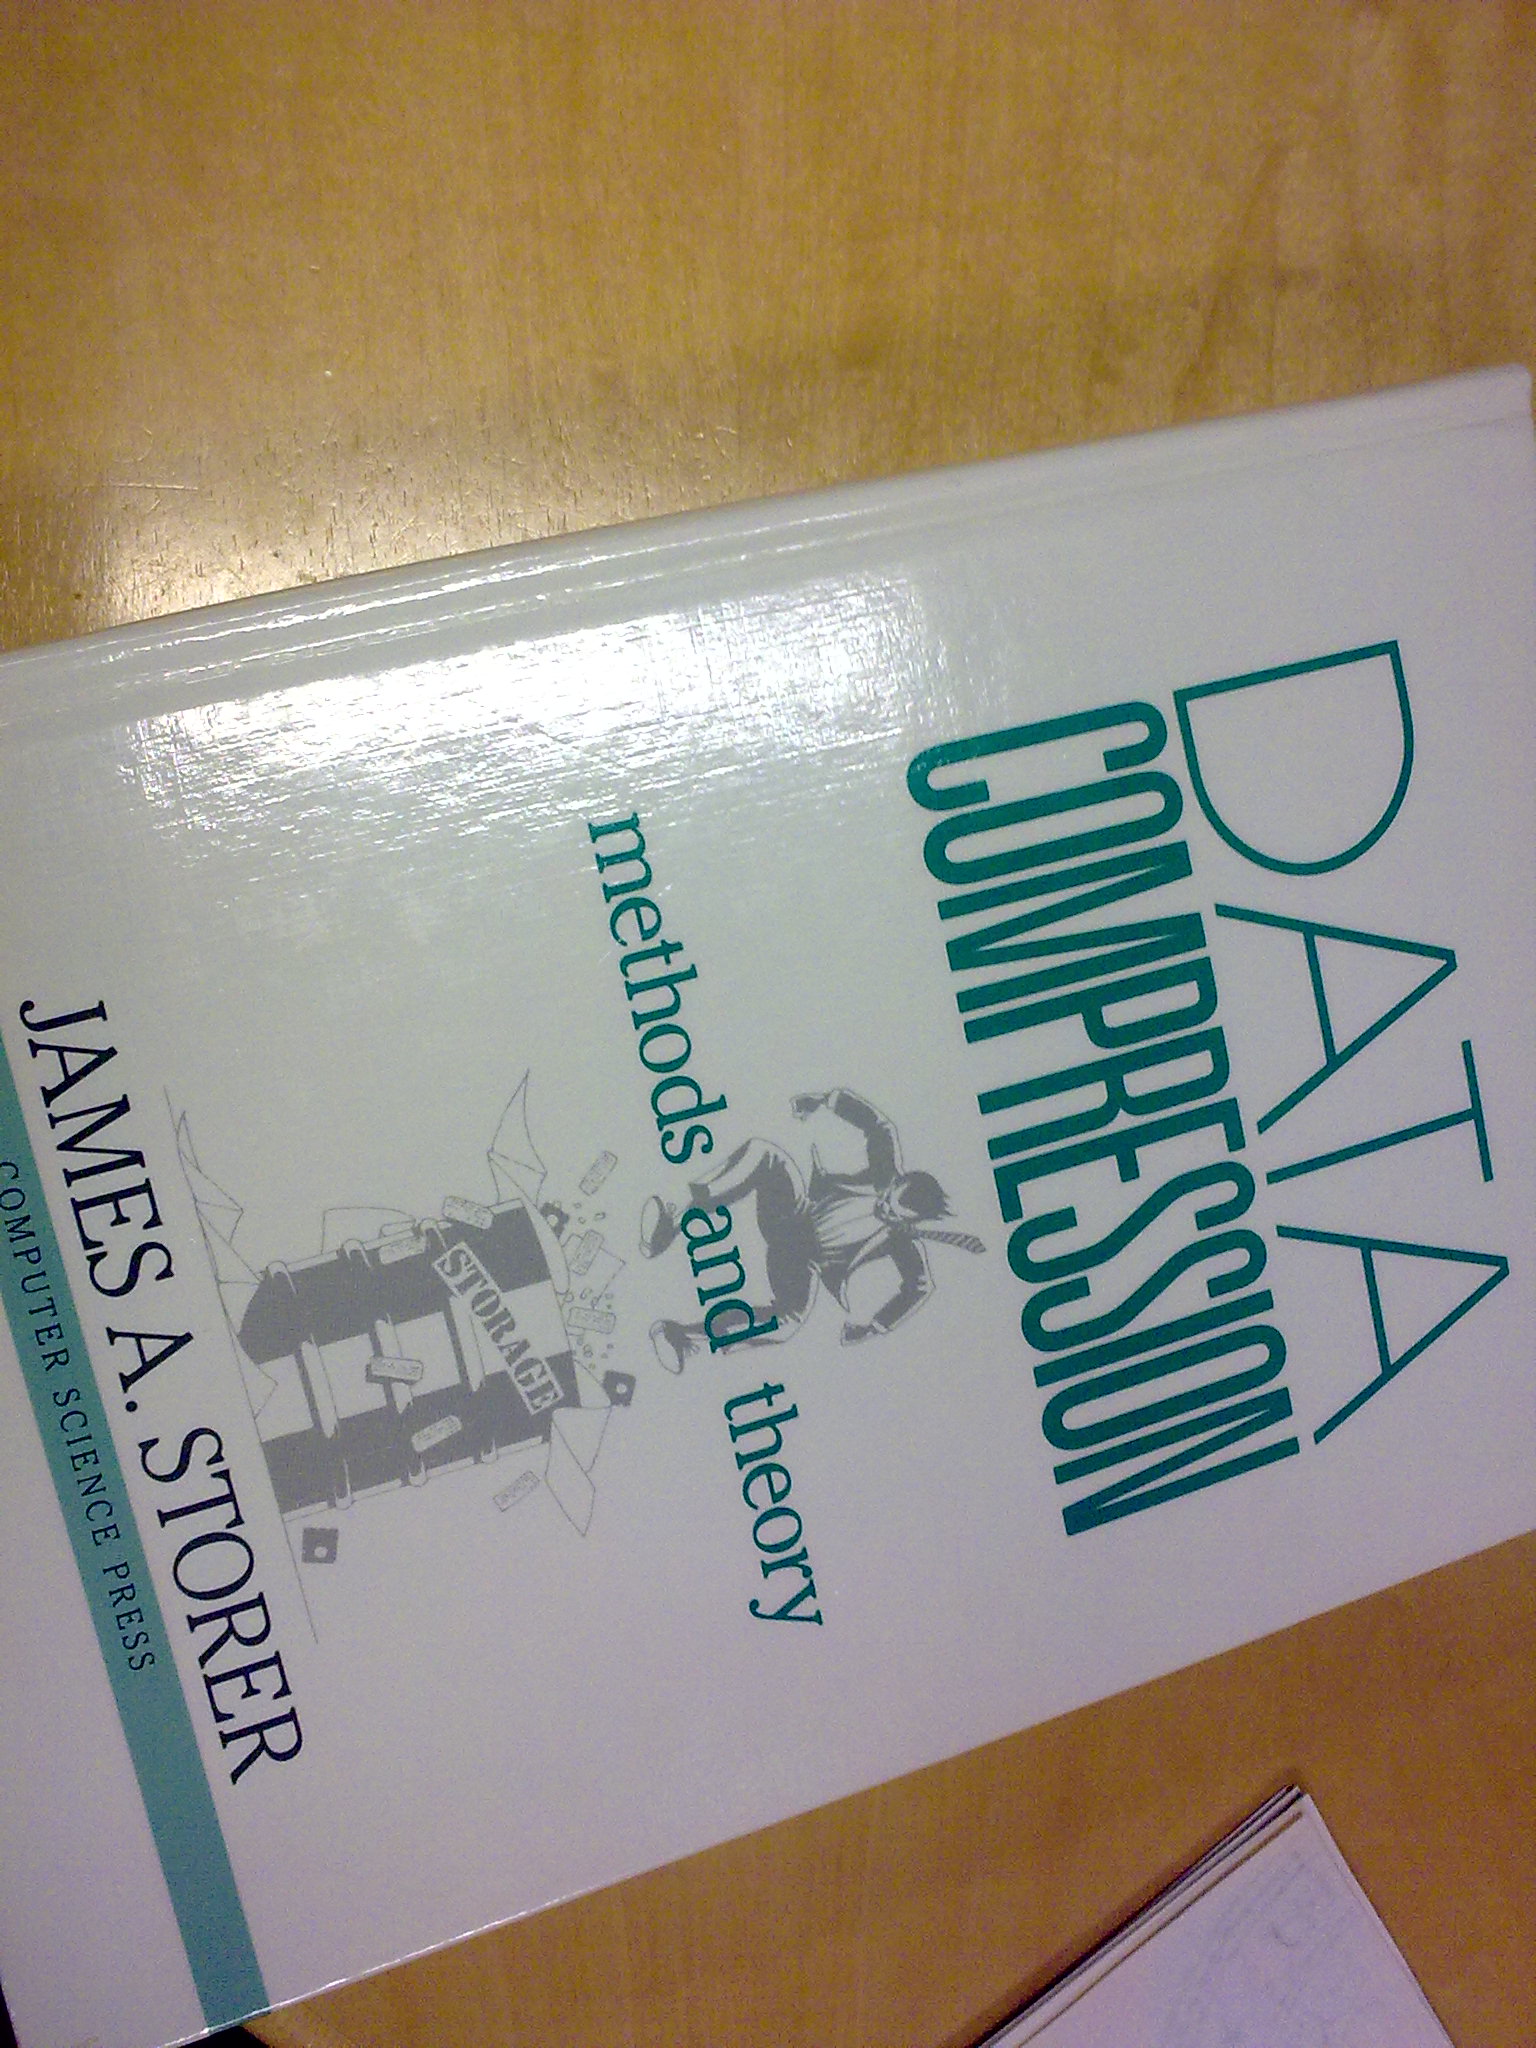 DATA
COMPRESSION
methods and theory
STORAGE
JAMES A. STORER
COMPUTER SCIENCE PRESS